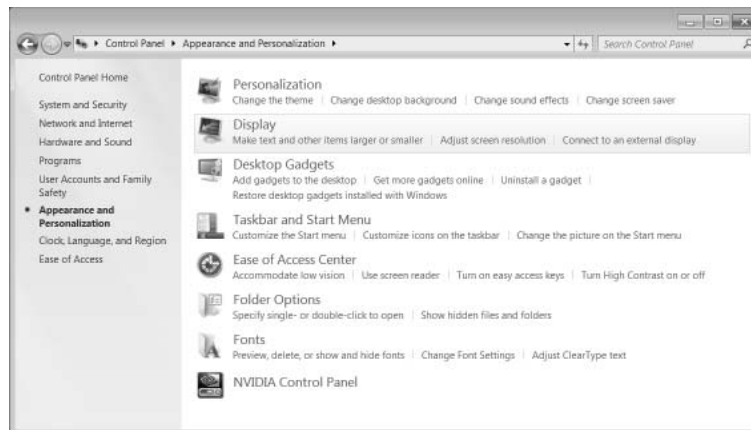 Control Panel ▸ Appearance and Personalization ▸
Search Control Panel
Control Panel Home
System and Security
Network and Internet
Hardware and Sound
Programs
User Accounts and Family
Safety
Appearance and
Personalization
Clock, Language, and Region
Ease of Access
Personalization
Change the theme | Change desktop background | Change sound effects | Change screen saver
Display
Make text and other items larger or smaller | Adjust screen resolution | Connect to an external display
Desktop Gadgets
Add gadgets to the desktop | Get more gadgets online | Uninstall a gadget |
Restore desktop gadgets installed with Windows
Taskbar and Start Menu
Customize the Start menu | Customize icons on the taskbar | Change the picture on the Start menu
Ease of Access Center
Accommodate low vision | Use screen reader | Turn on easy access keys | Turn High Contrast on or off
Folder Options
Specify single- or double-click to open | Show hidden files and folders
Fonts
Preview, delete, or show and hide fonts | Change Font Settings | Adjust ClearType text
NVIDIA Control Panel